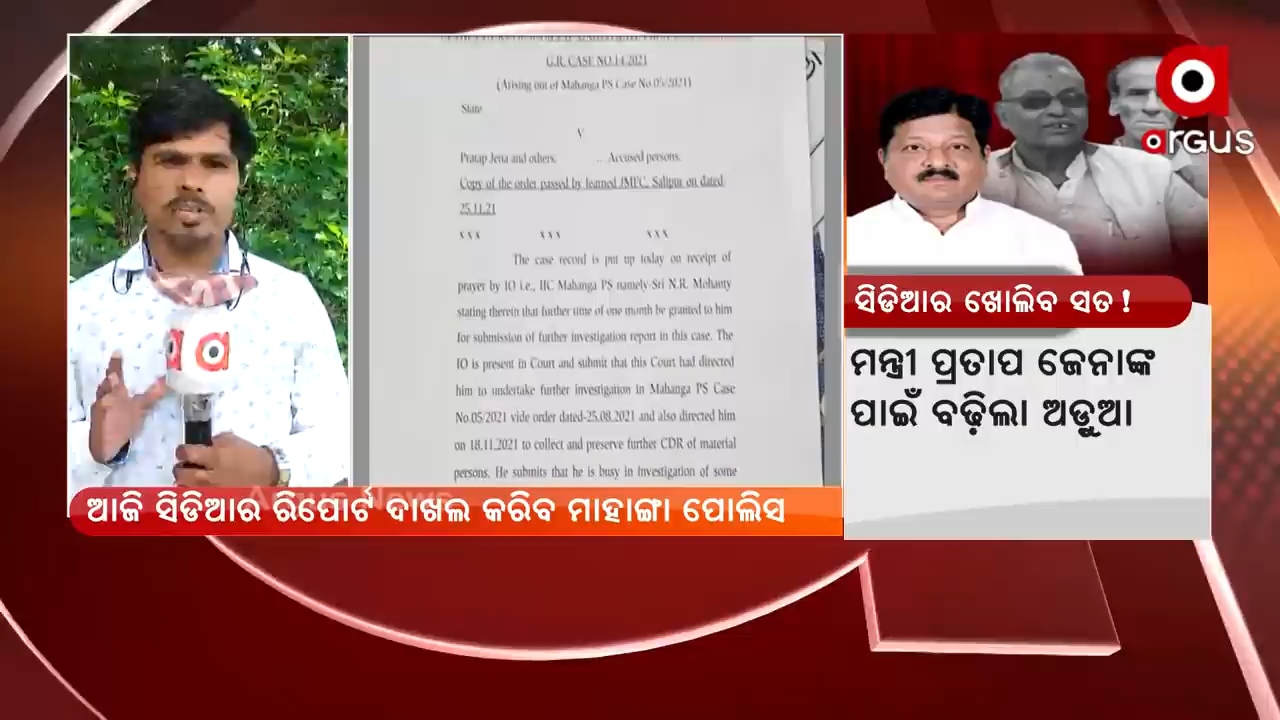 G.R. CASE NO.14/2021
(Arising out of Mahanga PS Case No.05/2021)
State
V
Pratap Jena and others. ... Accused persons.
Copy of the order passed by learned JMFC, Salipur on dated
25.11.21
x x x x x x x x x
The case record is put up today on receipt of
prayer by IO i.e., IIC Mahanga PS namely-Sri N.R. Mohanty
stating therein that further time of one month be granted to him
for submission of further investigation report in this case. The
IO is present in Court and submit that this Court had directed
him to undertake further investigation in Mahanga PS Case
No.05/2021 vide order dated-25.08.2021 and also directed him
on 18.11.2021 to collect and preserve further CDR of material
persons. He submits that he is busy in Investigation of some
ଆଜି ସିଡିଆର ରିପୋର୍ଟ ଦାଖଲ କରିବ ମାହାଙ୍ଗା ପୋଲିସ
argus
ସିଡିଆର ଖୋଲିବ ସତ !
ମନ୍ତ୍ରୀ ପ୍ରତାପ ଜେନାଙ୍କ
ପାଇଁ ବଢ଼ିଲା ଅଡୁଆ